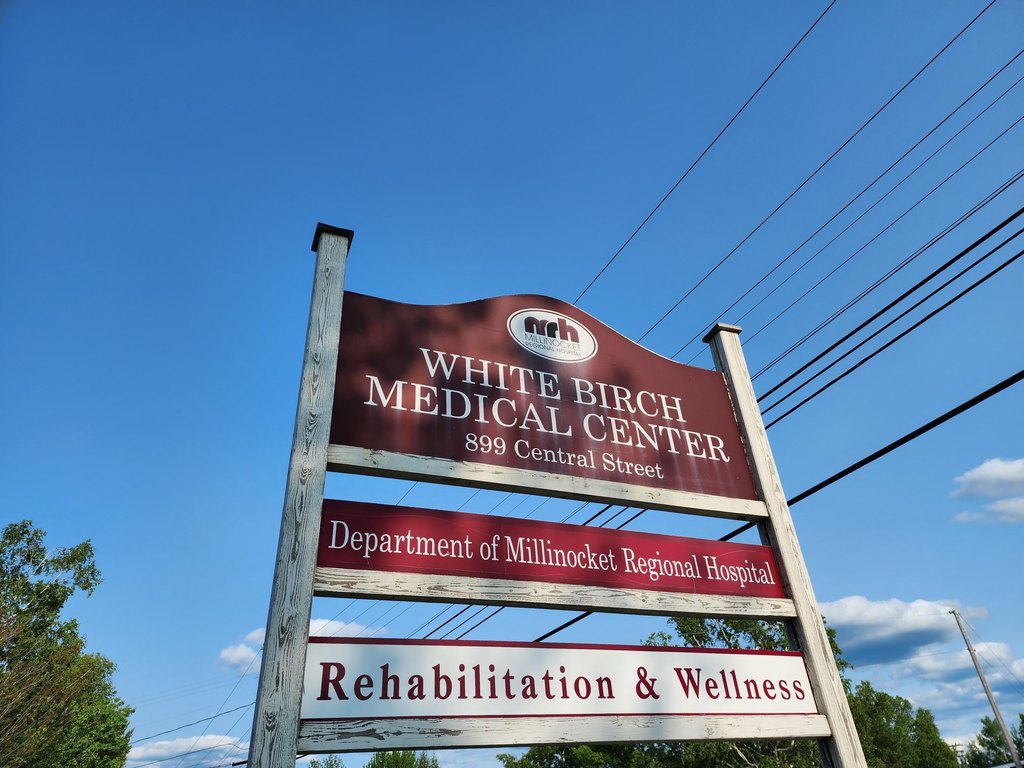 mrh
MILLINOCKET
REGIONAL HOSPITAL
WHITE BIRCH
MEDICAL CENTER
899 Central Street
Department of Millinocket Regional Hospital
Rehabilitation & Wellness